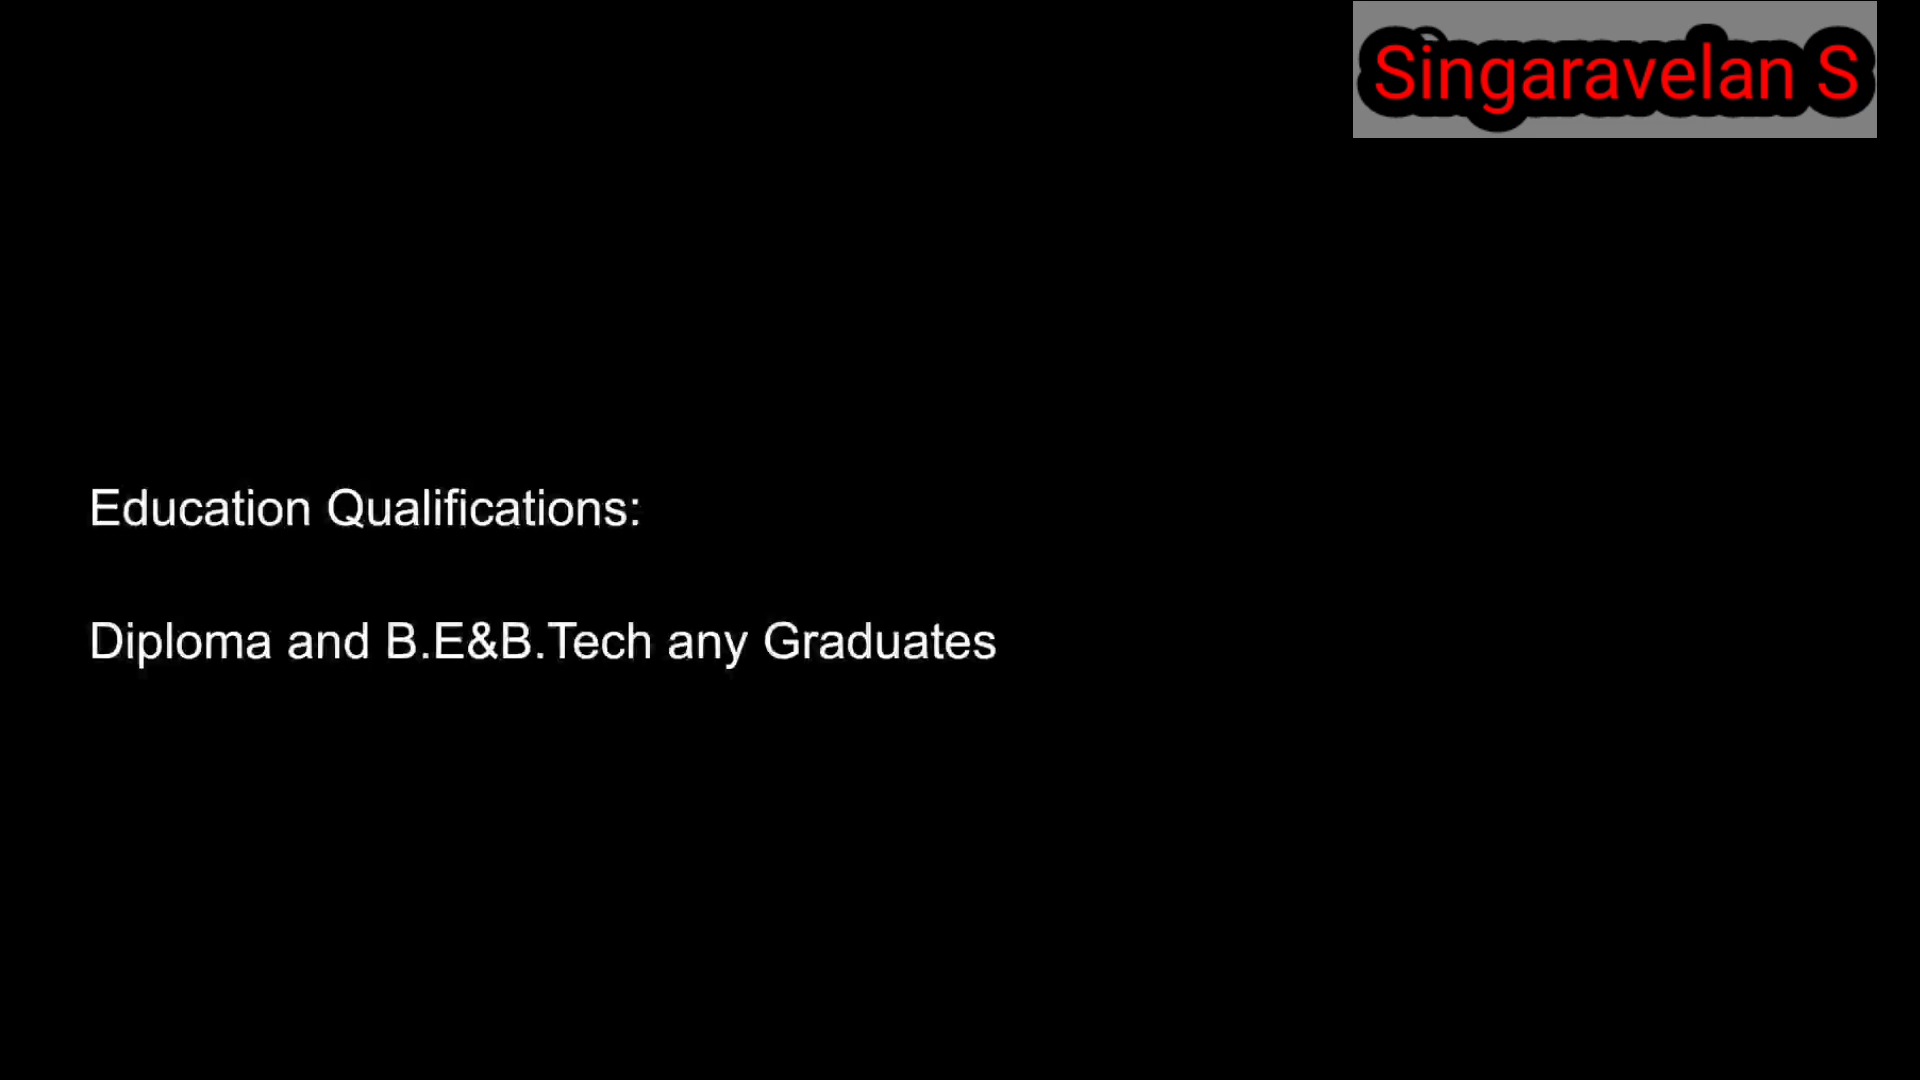 Singaravelan S
Education Qualifications:
Diploma and B.E&B.Tech any Graduates